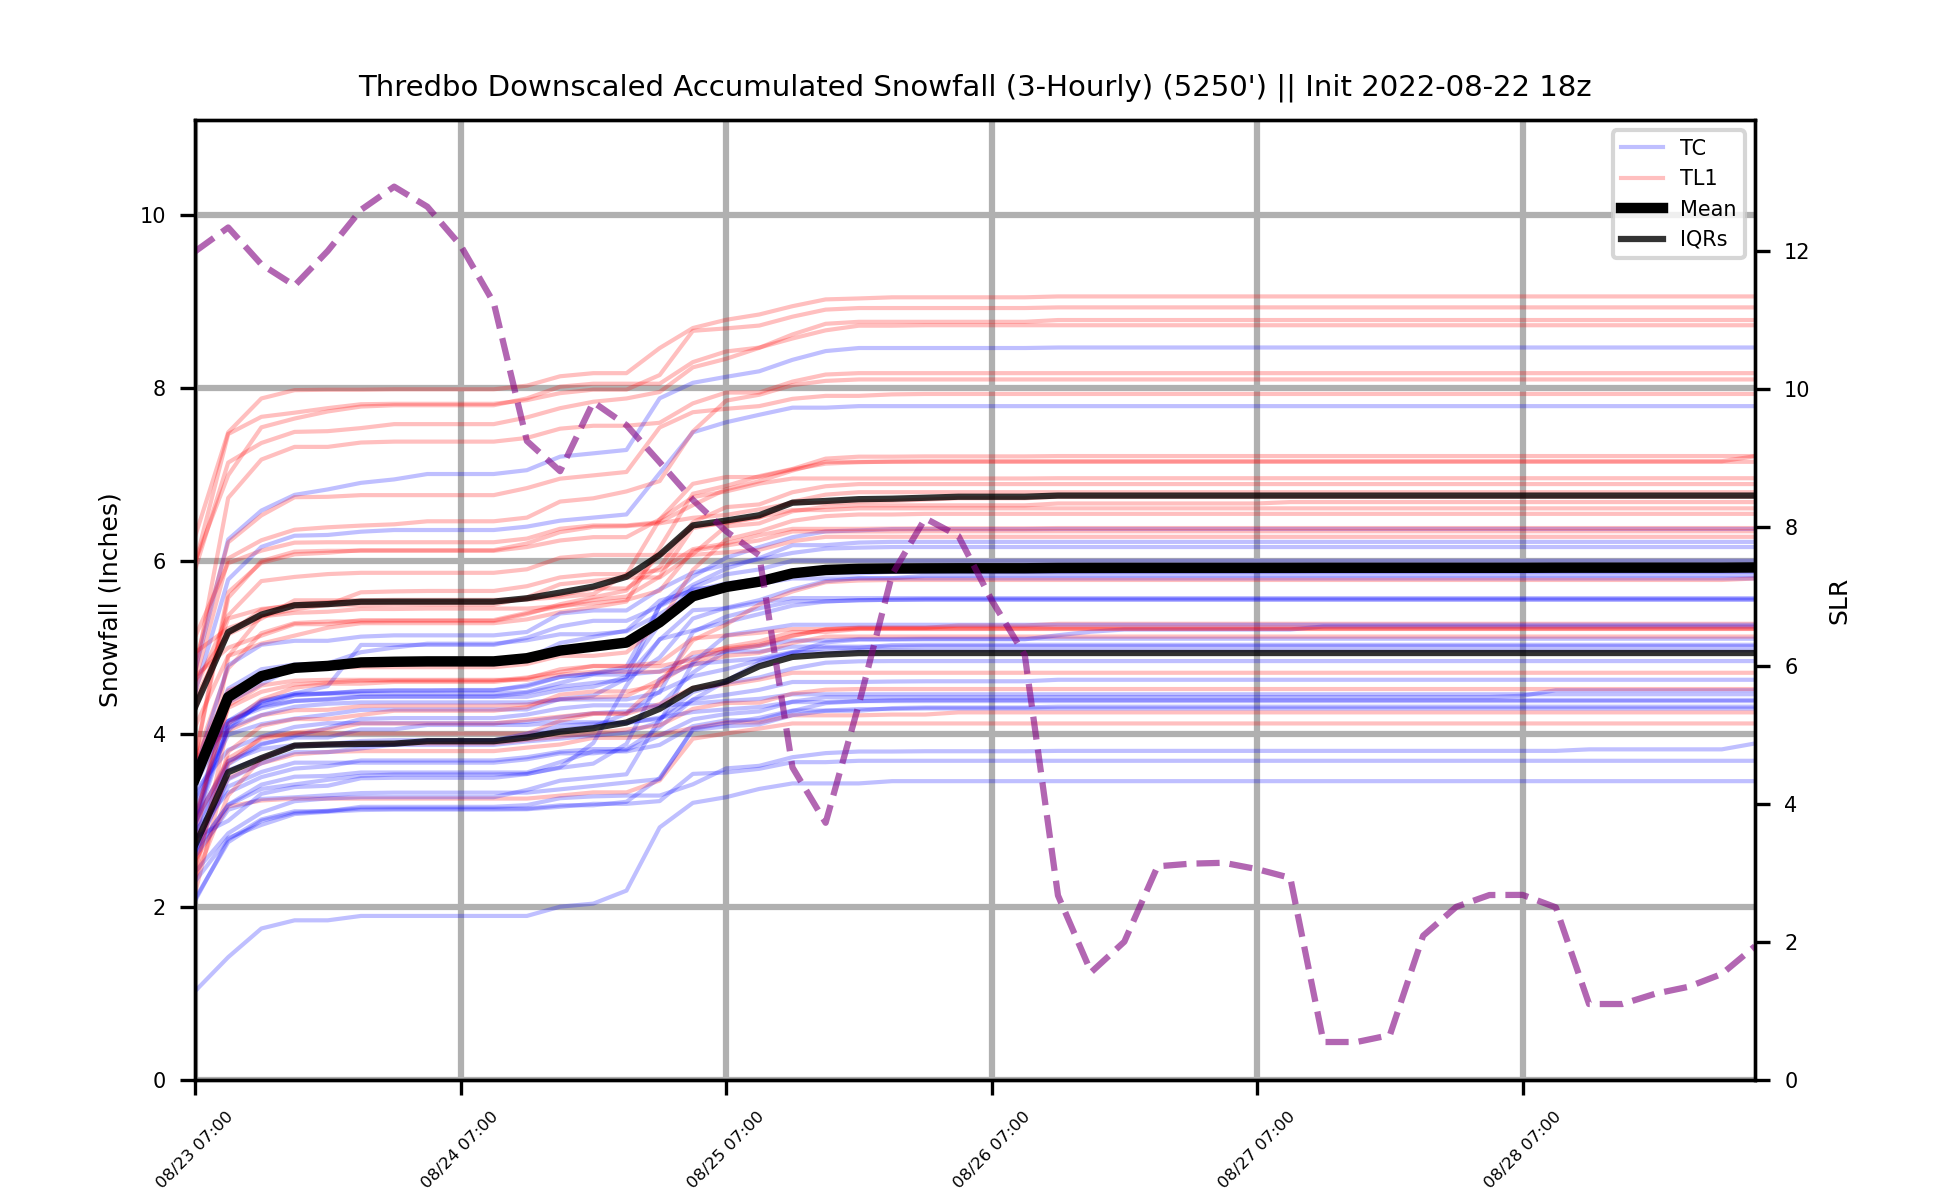 Thredbo Downscaled Accumulated Snowfall (3-Hourly) (5250') || Init 2022-08-22 18z
TC
TL1
Mean
IQRs
Snowfall (Inches)
10
8
6
4
2
0
SLR
12
10
8
6
4
2
0
08/23 07:00
08/24 07:00
08/25 07:00
08/26 07:00
08/27 07:00
08/28 07:00